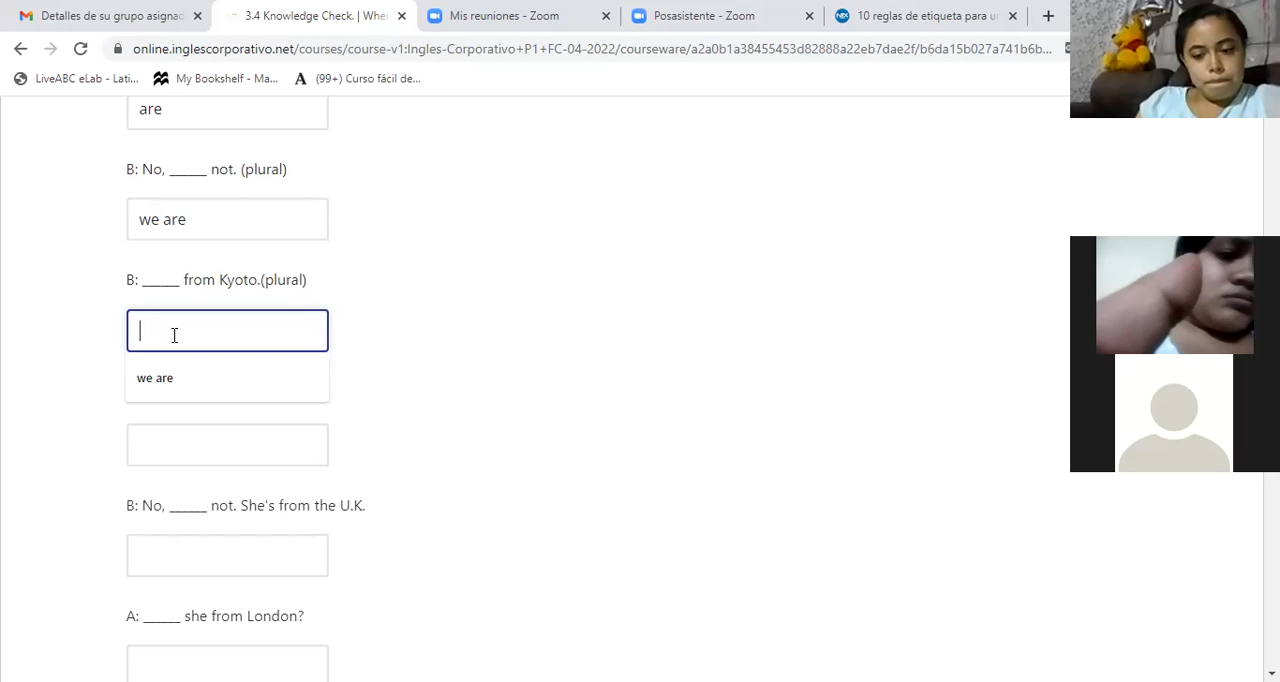 Detalles de su grupo asignad
3.4 Knowledge Check. | Whe
Mis reuniones - Zoom
Posasistente - Zoom
10 reglas de etiqueta para u
online.inglescorporativo.net/courses/course-v1:Ingles-Corporativo+P1+FC-04-2022/courseware/a2a0b1a38455453d82888a22eb7dae2f/b6da15b027a741b6b...
LiveABC eLab - Lati...
My Bookshelf - Ma...
(99+) Curso fácil de...
are
B: No, _____ not. (plural)
we are
B: _____ from Kyoto.(plural)
we are
B: No, _____ not. She's from the U.K.
A: _____ she from London?